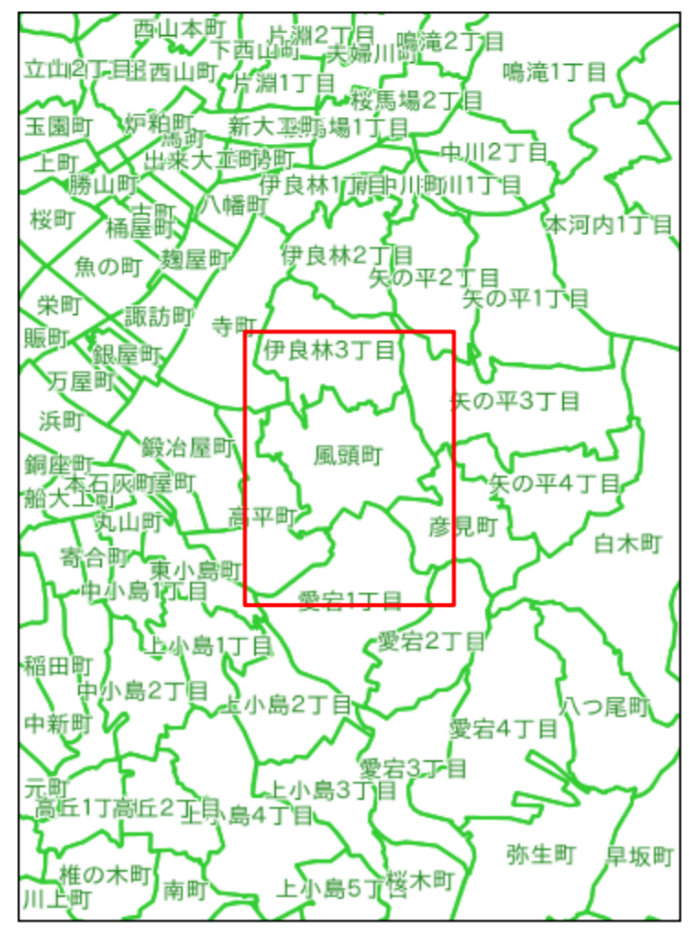 西山本町
片淵2丁目
鳴滝2丁目
下西山町
夫婦川町
立山2丁目
上西山町
片淵1丁目
鳴滝1丁目
桜馬場2丁目
玉園町
炉粕町
馬町
新大工町
桜馬場1丁目
中川2丁目
上町
出来大工町
伊勢町
勝山町
伊良林1丁目
新中川町
中川1丁目
桜町
古町
八幡町
桶屋町
本河内1丁目
魚の町
麹屋町
伊良林2丁目
矢の平2丁目
栄町
諏訪町
矢の平1丁目
賑町
寺町
銀屋町
伊良林3丁目
万屋町
矢の平3丁目
浜町
鍛冶屋町
風頭町
銅座町
本石灰町
矢の平4丁目
船大工町
丸山町
高平町
彦見町
白木町
寄合町
東小島町
中小島1丁目
愛宕1丁目
上小島1丁目
愛宕2丁目
稲田町
中小島2丁目
上小島2丁目
八つ尾町
中新町
愛宕4丁目
愛宕3丁目
元町
上小島3丁目
高丘1丁目
高丘2丁目
上小島4丁目
弥生町
早坂町
椎の木町
南町
上小島5丁目
桜木町
川上町